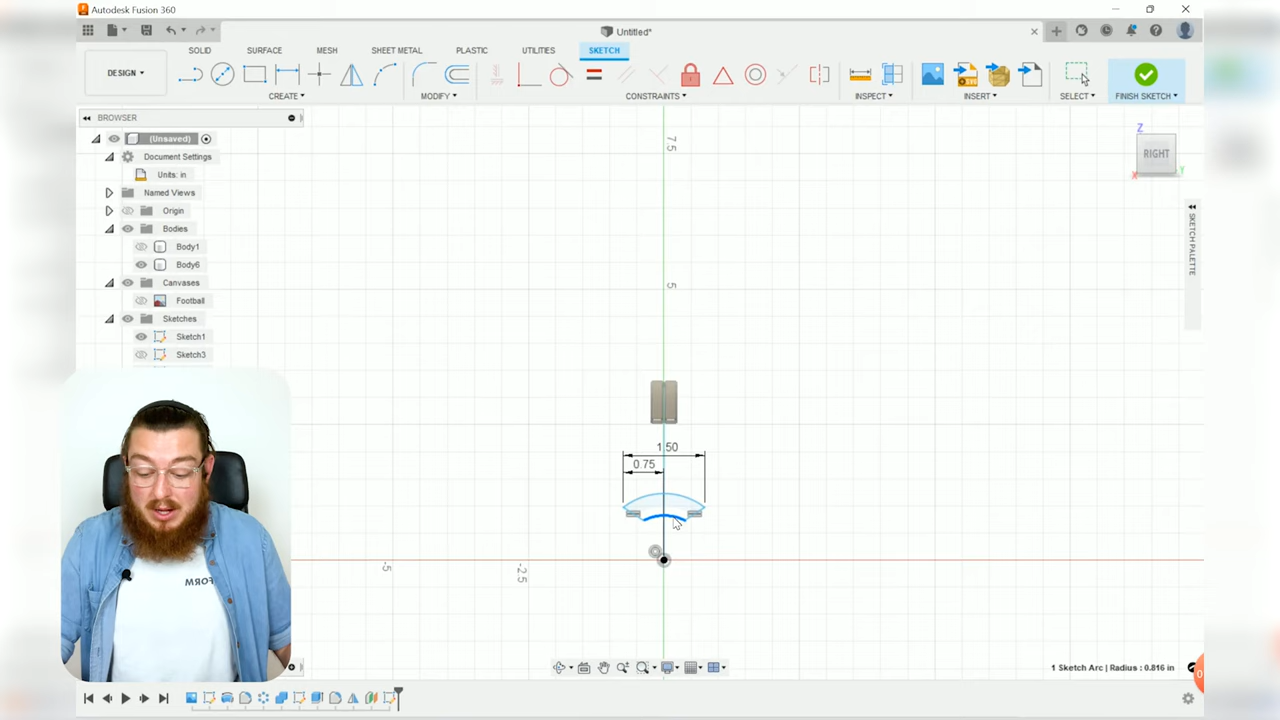 Autodesk Fusion 360
Untitled*
SOLID SURFACE MESH SHEET METAL PLASTIC UTILITIES SKETCH
DESIGN
CREATE MODIFY CONSTRAINTS INSPECT INSERT SELECT FINISH SKETCH
BROWSER
(Unsaved)
Document Settings
Units: in
Named Views
Origin
Bodies
Body1
Body6
Canvases
Football
Sketches
Sketch1
Sketch3
Z
RIGHT
X
Y
SKETCH PALETTE
7.5
5
1.50
0.75
-5
-2.5
FORM
1 Sketch Arc | Radius : 0.816 in